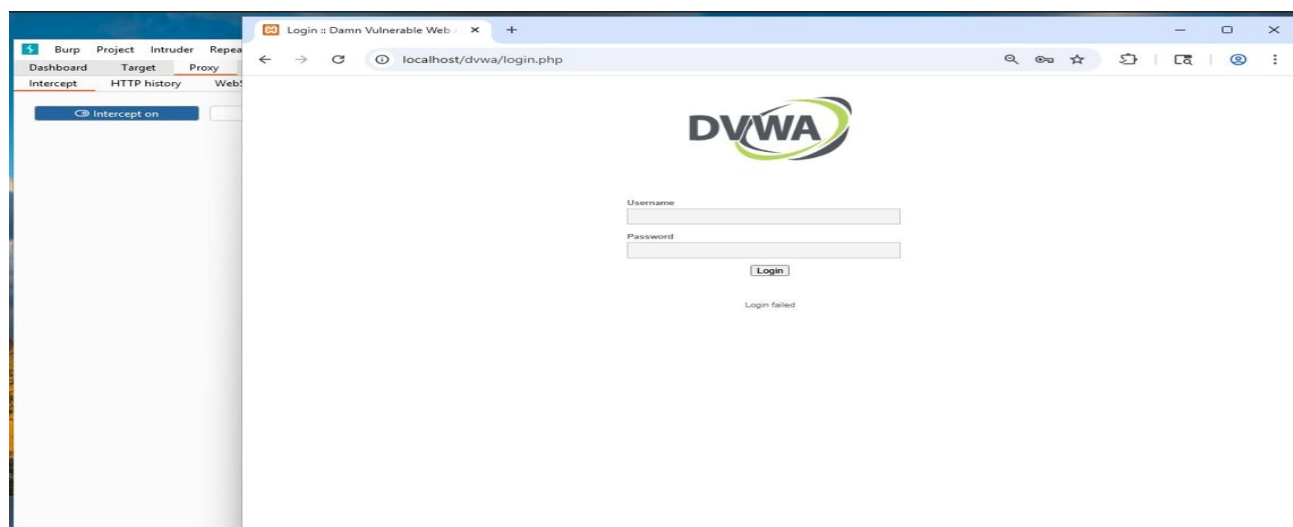 Login :: Damn Vulnerable Web
Burp Project Intruder Repea
Dashboard Target Proxy
Intercept HTTP history WebS
Intercept on
localhost/dvwa/login.php
DVWA
Username
Password
Login
Login failed